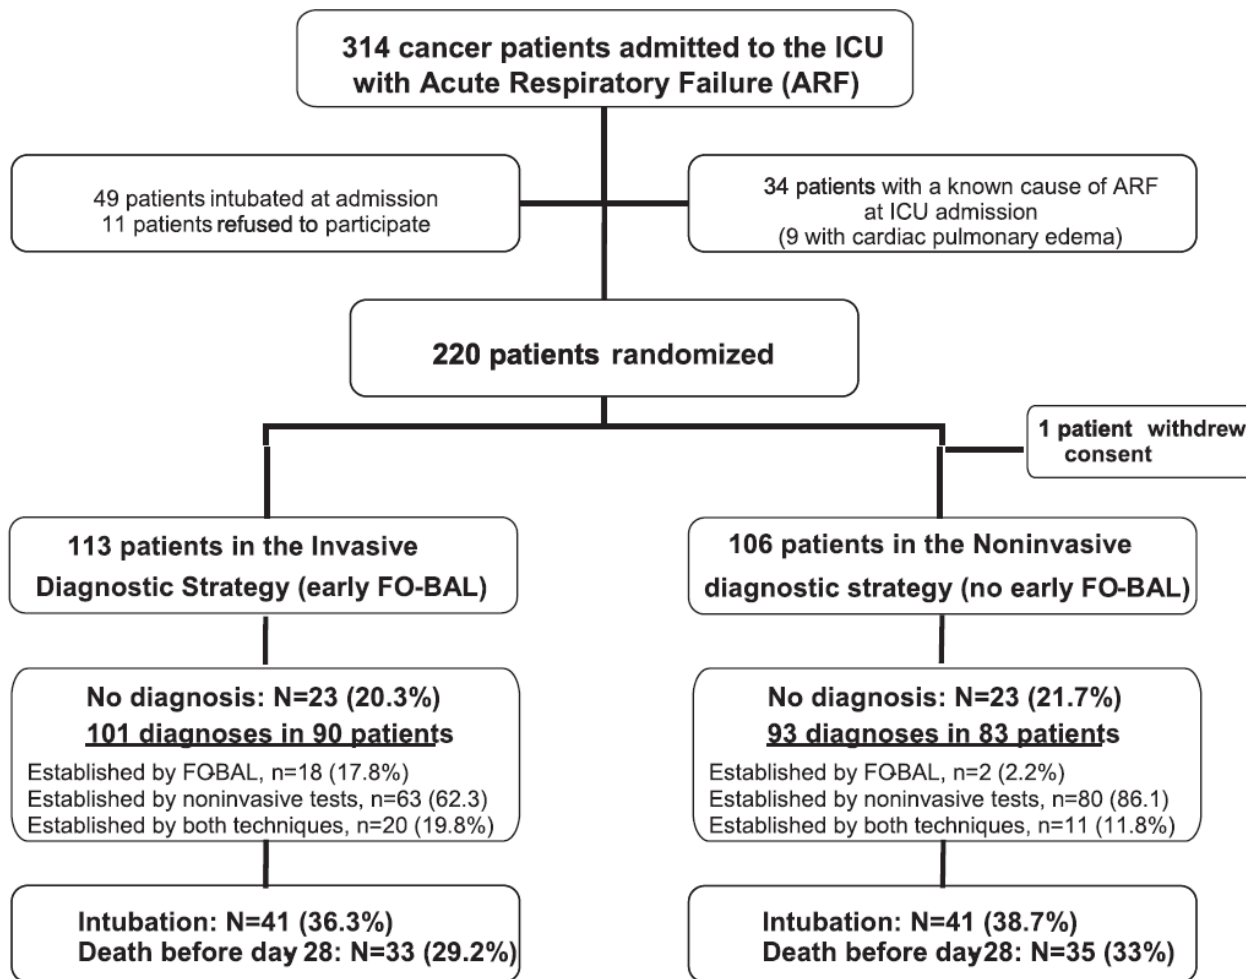 314 cancer patients admitted to the ICU
with Acute Respiratory Failure (ARF)
49 patients intubated at admission
11 patients refused to participate
34 patients with a known cause of ARF
at ICU admission
(9 with cardiac pulmonary edema)
220 patients randomized
1 patient withdrew
consent
113 patients in the Invasive
Diagnostic Strategy (early FO-BAL)
106 patients in the Noninvasive
diagnostic strategy (no early FO-BAL)
No diagnosis: N=23 (20.3%)
101 diagnoses in 90 patients
Established by FO-BAL, n=18 (17.8%)
Established by noninvasive tests, n=63 (62.3)
Established by both techniques, n=20 (19.8%)
No diagnosis: N=23 (21.7%)
93 diagnoses in 83 patients
Established by FO-BAL, n=2 (2.2%)
Established by noninvasive tests, n=80 (86.1)
Established by both techniques, n=11 (11.8%)
Intubation: N=41 (36.3%)
Death before day 28: N=33 (29.2%)
Intubation: N=41 (38.7%)
Death before day 28: N=35 (33%)